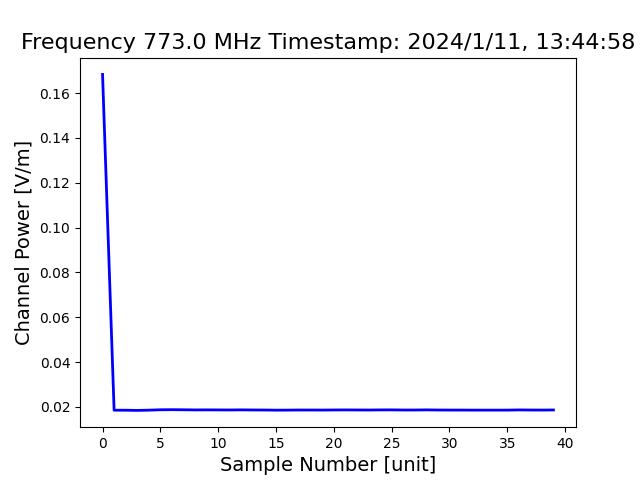 Frequency 773.0 MHz Timestamp: 2024/1/11, 13:44:58
Channel Power [V/m]
0.16
0.14
0.12
0.10
0.08
0.06
0.04
0.02
0 5 10 15 20 25 30 35 40
Sample Number [unit]